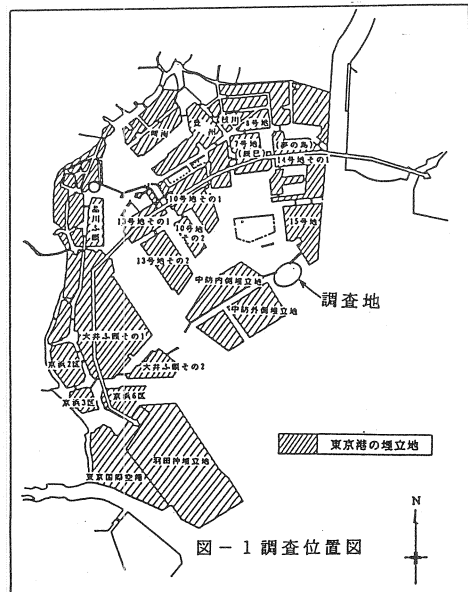 晴洲
豊洲
枝川
8号地
7号地
(辰巳)
(夢の島)
14号地その1
10号地その1
13号地その1
10号地
その2
15号地
品川ふ頭
13号地その2
中防内側埋立地
中防外側埋立地
調査地
大井ふ頭その1
大井ふ頭その2
京浜2区
京浜3区
京浜6区
東京港の埋立地
羽田沖埋立地
東京国際空港
N
図-1調査位置図